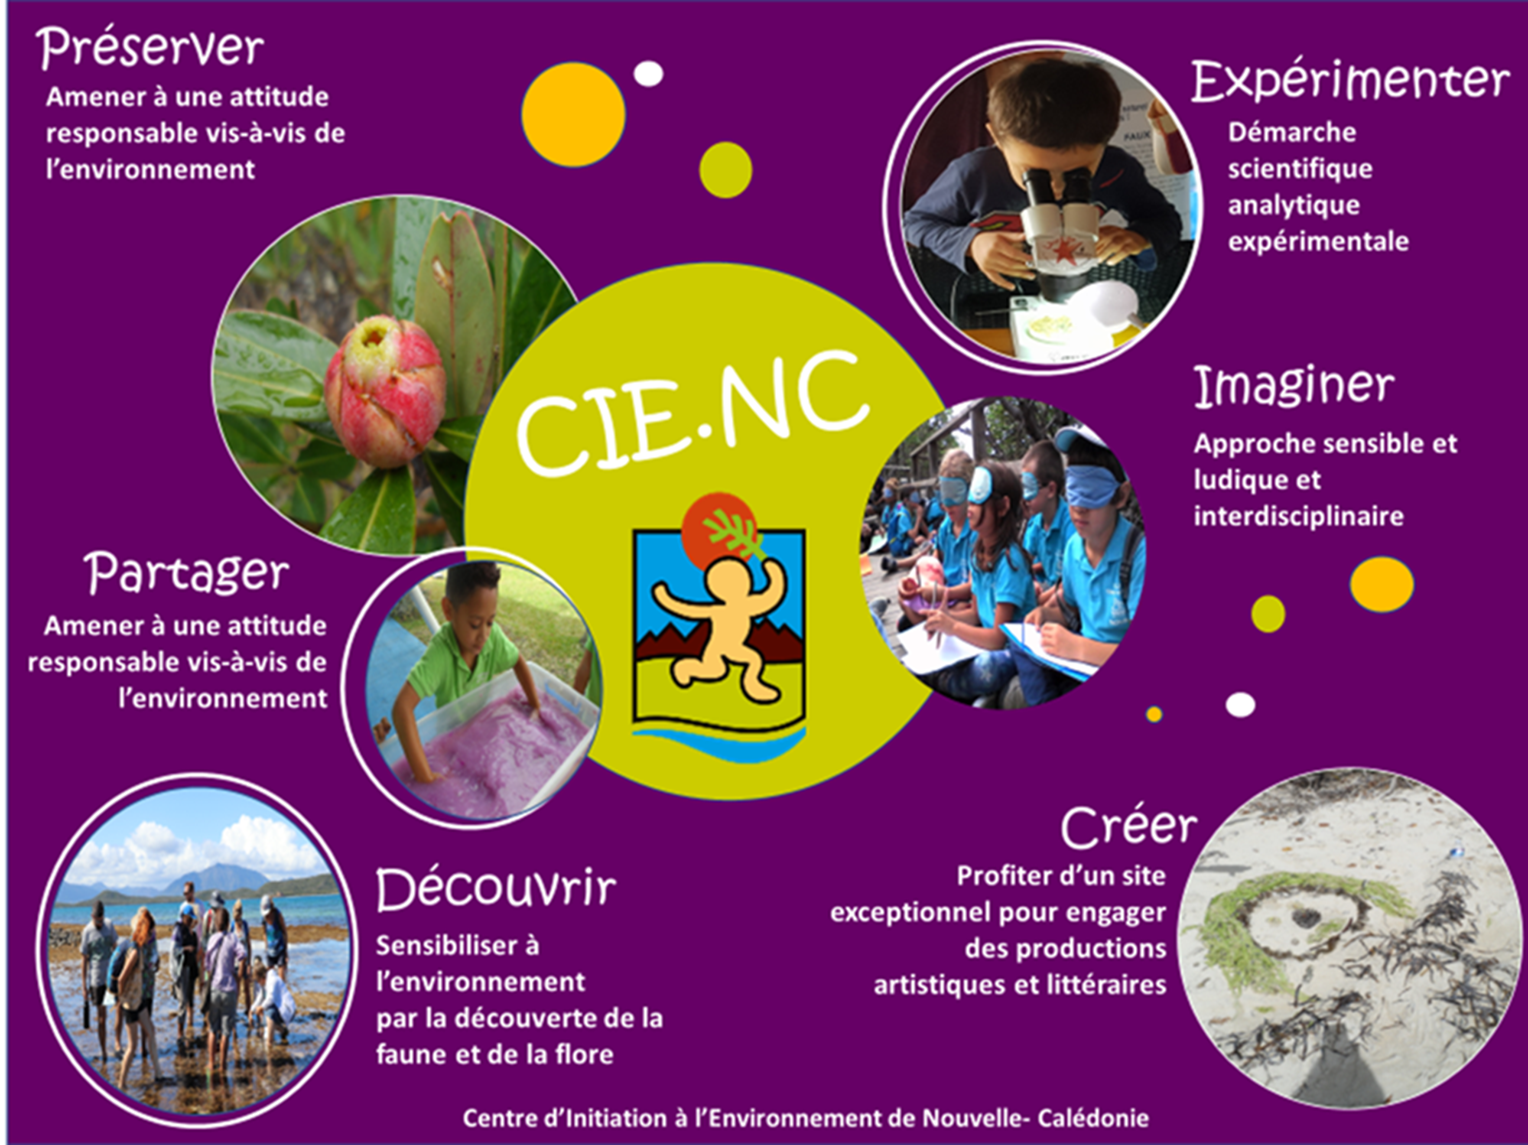 Préserver
Amener à une attitude
responsable vis-à-vis de
l'environnement
Expérimenter
Démarche
scientifique
analytique
expérimentale
FAUX
CIE.NC
Imaginer
Approche sensible et
ludique et
interdisciplinaire
Partager
Amener à une attitude
responsable vis-à-vis de
l'environnement
Découvrir
Sensibiliser à
l'environnement
par la découverte de la
faune et de la flore
Créer
Profiter d'un site
exceptionnel pour engager
des productions
artistiques et littéraires
Centre d'Initiation à l'Environnement de Nouvelle- Calédonie